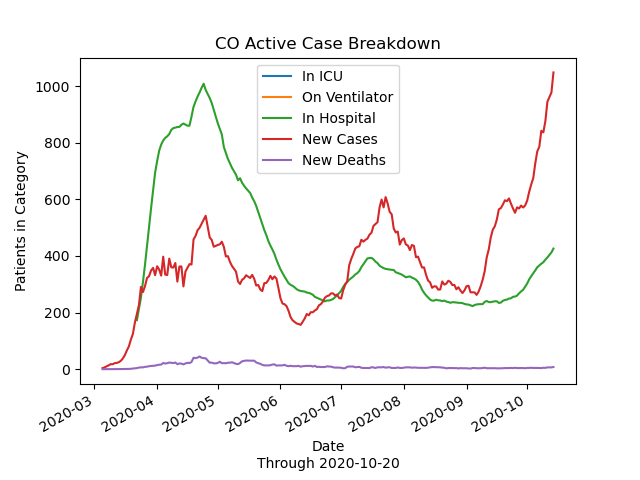 CO Active Case Breakdown
In ICU
On Ventilator
In Hospital
New Cases
New Deaths
Patients in Category
1000
800
600
400
200
0
2020-03
2020-04
2020-05
2020-06
2020-07
2020-08
2020-09
2020-10
Date
Through 2020-10-20